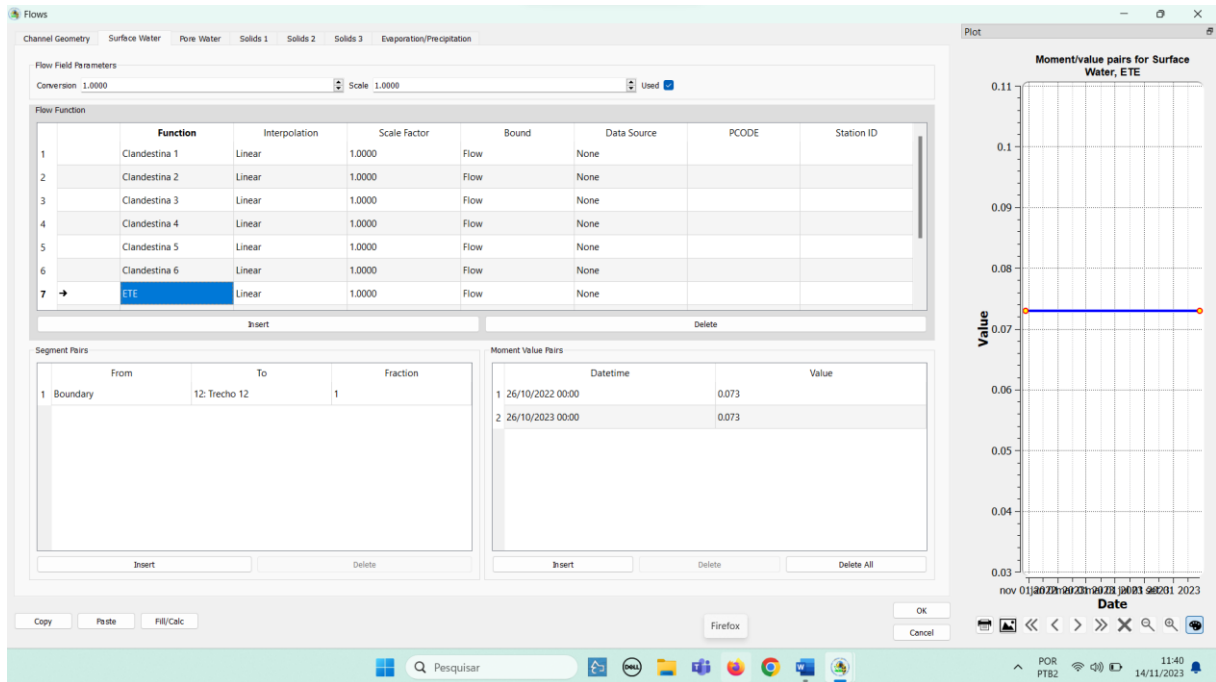 Flows
Channel Geometry Surface Water Pore Water Solids 1 Solids 2 Solids 3 Evaporation/Precipitation
Flow Field Parameters
Conversion 1.0000 Scale 1.0000 Used
Flow Function
Function Interpolation Scale Factor Bound Data Source PCODE Station ID
1 Clandestina 1 Linear 1.0000 Flow None
2 Clandestina 2 Linear 1.0000 Flow None
3 Clandestina 3 Linear 1.0000 Flow None
4 Clandestina 4 Linear 1.0000 Flow None
5 Clandestina 5 Linear 1.0000 Flow None
6 Clandestina 6 Linear 1.0000 Flow None
7 ETE Linear 1.0000 Flow None
Insert Delete
Segment Pairs
From To Fraction
1 Boundary 12: Trecho 12 1
Insert Delete
Moment Value Pairs
Datetime Value
1 26/10/2022 00:00 0.073
2 26/10/2023 00:00 0.073
Insert Delete Delete All
Copy Paste Fill/Calc
OK
Cancel
Firefox
Plot
Moment/value pairs for Surface
Water, ETE
Value
0.11
0.1
0.09
0.08
0.07
0.06
0.05
0.04
0.03
nov 01 2023
Date
Pesquisar
DELL
POR
PTB2
11:40
14/11/2023